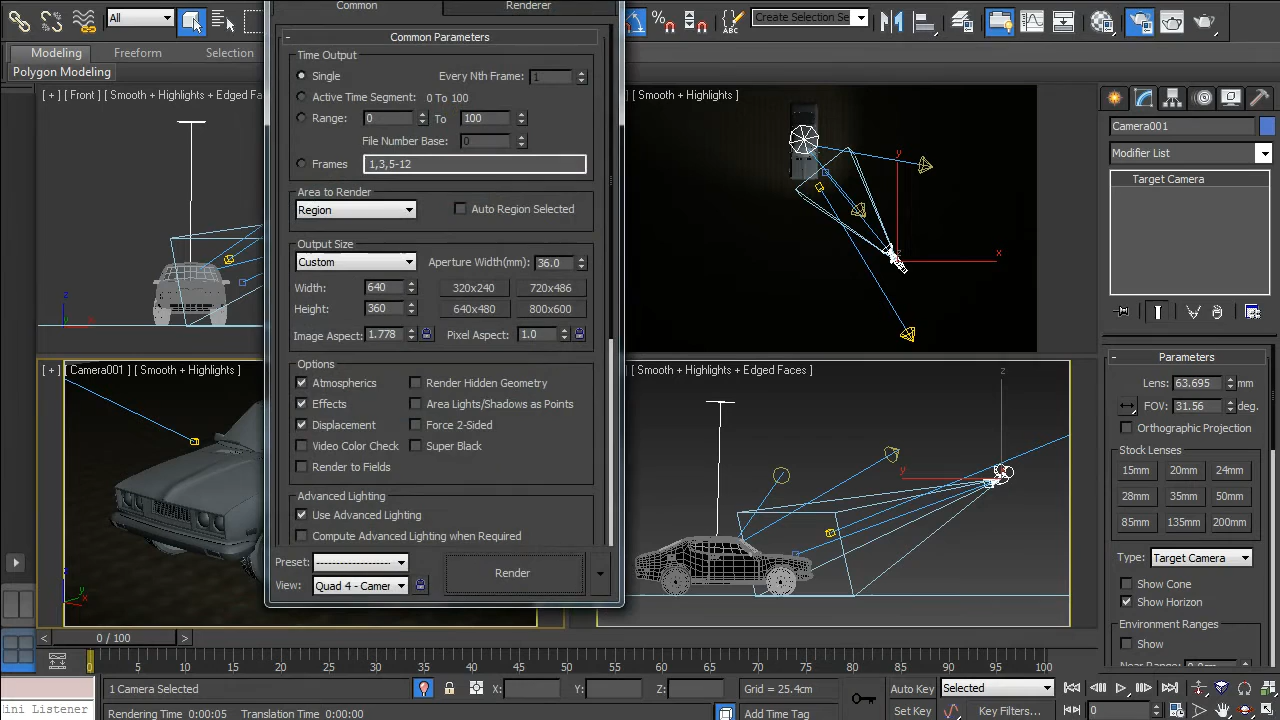 All
Create Selection Se
ABC
Modeling
Freeform
Selection
Polygon Modeling
Common
Renderer
- Common Parameters
Time Output
Single
Every Nth Frame: 1
Active Time Segment: 0 To 100
Range: 0 To 100
File Number Base: 0
Frames 1,3,5-12
Area to Render
Region
Auto Region Selected
Output Size
Custom
Aperture Width(mm): 36.0
Width: 640
320x240
720x486
Height: 360
640x480
800x600
Image Aspect: 1.778
Pixel Aspect: 1.0
Options
Atmospherics
Render Hidden Geometry
Effects
Area Lights/Shadows as Points
Displacement
Force 2-Sided
Video Color Check
Super Black
Render to Fields
Advanced Lighting
Use Advanced Lighting
Compute Advanced Lighting when Required
Preset: --------------------
View: Quad 4 - Camer
Render
[ + ] [ Front ] [ Smooth + Highlights + Edged Fa
[ Smooth + Highlights ]
y
x
z
x
[ + ] [ Camera001 ] [ Smooth + Highlights ]
[ Smooth + Highlights + Edged Faces ]
z
y
z
y
x
Camera001
Modifier List
Target Camera
- Parameters
Lens: 63.695 mm
FOV: 31.56 deg.
Orthographic Projection
Stock Lenses
15mm 20mm 24mm
28mm 35mm 50mm
85mm 135mm 200mm
Type: Target Camera
Show Cone
Show Horizon
Environment Ranges
Show
< 0 / 100 >
0 5 10 15 20 25 30 35 40 45 50 55 60 65 70 75 80 85 90 95 100
1 Camera Selected
X:
Y:
Z:
Grid = 25.4cm
Auto Key
Selected
ini Listener
Rendering Time 0:00:05 Translation Time 0:00:00
Add Time Tag
Set Key
Key Filters...
0